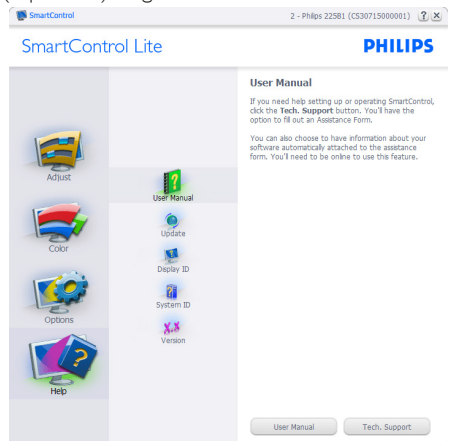 SmartControl
2 - Philips 225B1 (CS30715000001)
? X
SmartControl Lite
PHILIPS
Adjust
Color
Options
Help
User Manual
Update
Display ID
System ID
X.X
Version
User Manual
If you need help setting up or operating SmartControl,
click the Tech. Support button. You'll have the
option to fill out an Assistance Form.
You can also choose to have information about your
software automatically attached to the assistance
form. You'll need to be online to use this feature.
User Manual
Tech. Support